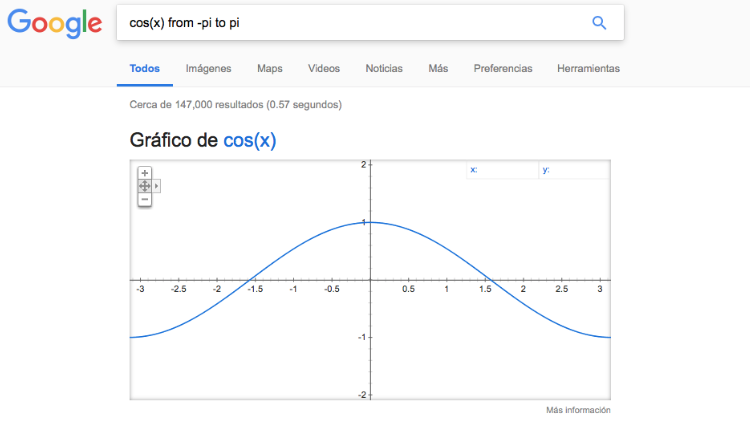 Google
cos(x) from -pi to pi
Todos Imágenes Maps Videos Noticias Más Preferencias Herramientas
Cerca de 147,000 resultados (0.57 segundos)
Gráfico de cos(x)
x: y:
2
1
-3 -2.5 -2 -1.5 -1 -0.5 0.5 1 1.5 2 2.5 3
-1
-2
Más información